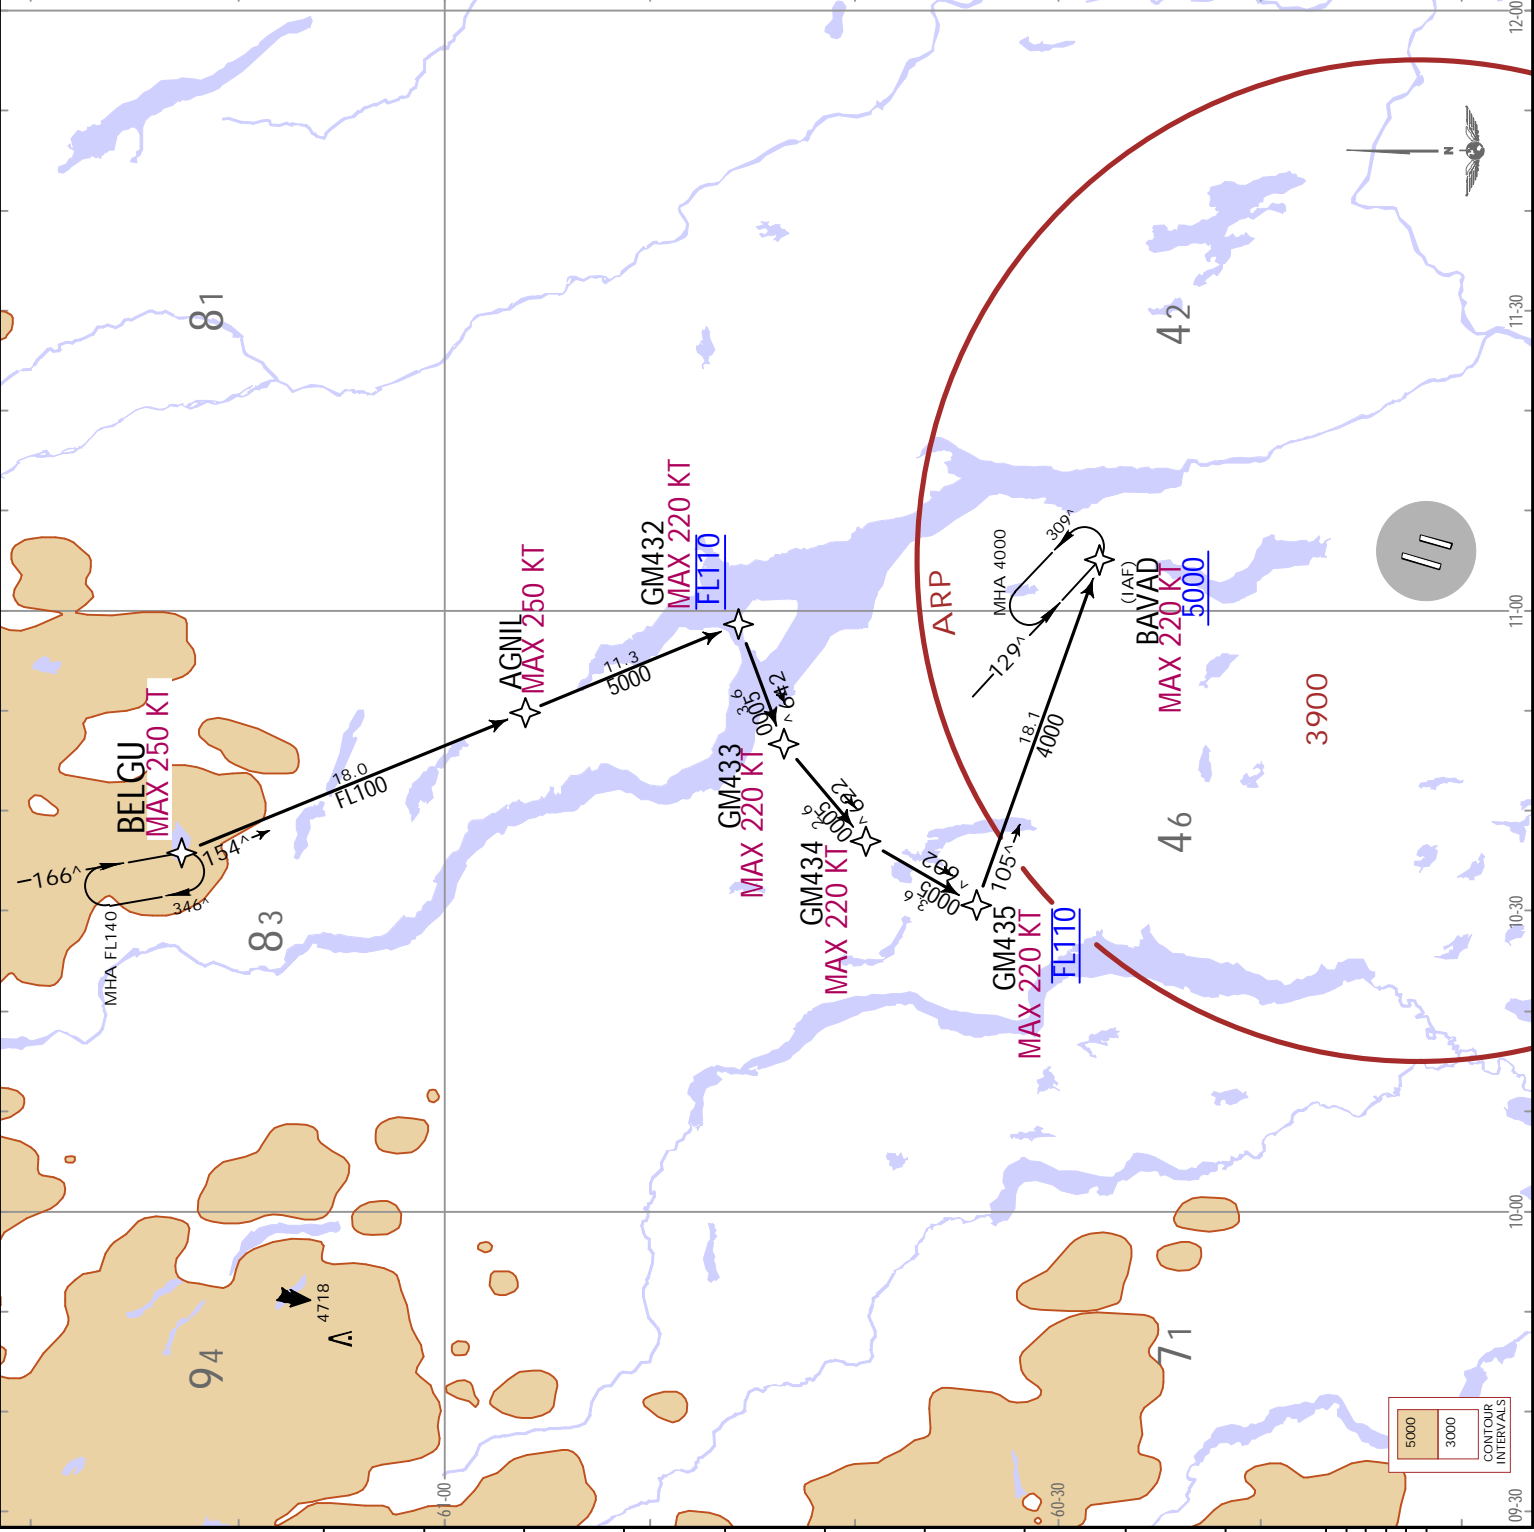 12-00
N
81
42
11-30
BELGU
MAX 250 KT
−166^
346^
MHA FL140
154^
18.0
FL100
83
AGNIL
MAX 250 KT
11.3
5000
GM432
MAX 220 KT
FL110
3.6
5000
GM433
MAX 220 KT
5000
GM434
MAX 220 KT
3.6
5000
GM435
MAX 220 KT
FL110
105^
18.1
4000
ARP
MHA 4000
309^
129^
BAVAD
(IAF)
MAX 220 KT
5000
11-00
3900
46
10-30
10-00
4718
94
71
61-00
60-30
5000
3000
CONTOUR
INTERVALS
09-30